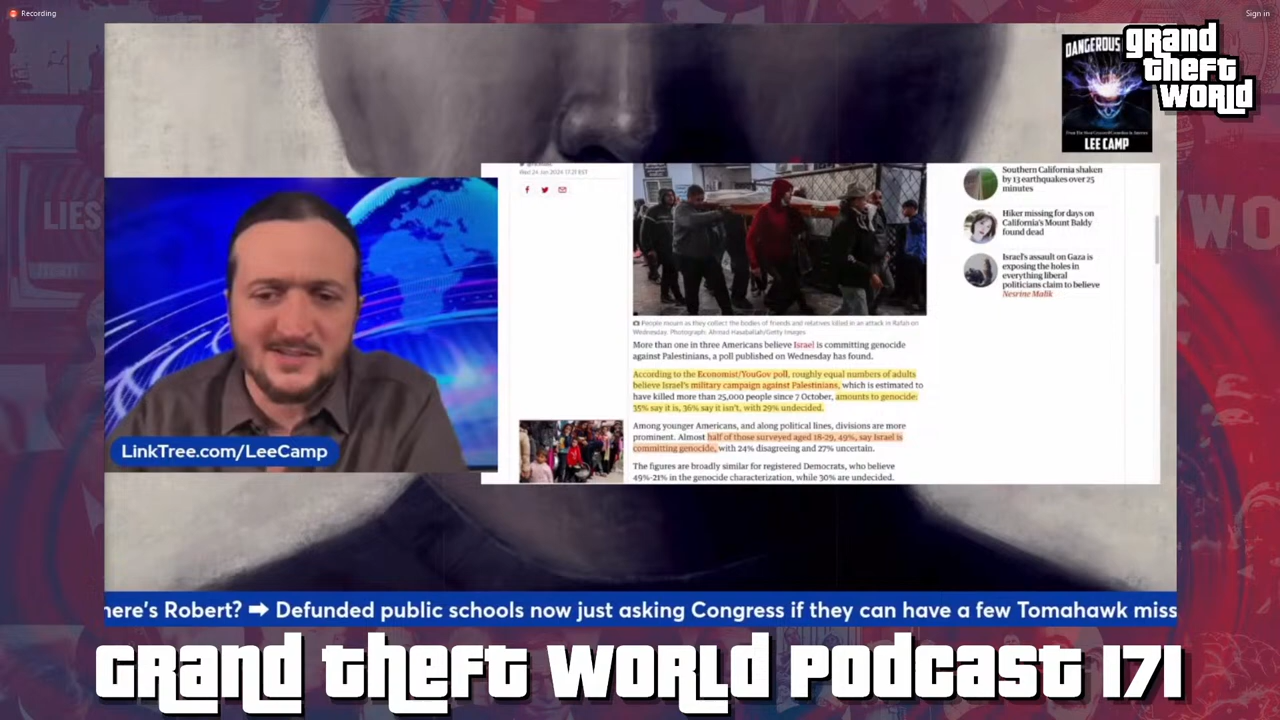 Recording
Sign in
DANGEROUS
LEE CAMP
grand
theft
world
LIES
Wed 24 Jan 2024 17.21 EST
Southern California shaken
by 13 earthquakes over 25
minutes
Hiker missing for days on
California's Mount Baldy
found dead
Israel's assault on Gaza is
exposing the holes in
everything liberal
politicians claim to believe
Nesrine Malik
People mourn as they collect the bodies of friends and relatives killed in an attack in Rafah on
Wednesday. Photograph: Ahmad Hasaballah/Getty Images
More than one in three Americans believe Israel is committing genocide
against Palestinians, a poll published on Wednesday has found.
According to the Economist/YouGov poll, roughly equal numbers of adults
believe Israel's military campaign against Palestinians, which is estimated to
have killed more than 25,000 people since 7 October, amounts to genocide:
35% say it is, 36% say it isn't, with 29% undecided.
Among younger Americans, and along political lines, divisions are more
prominent. Almost half of those surveyed aged 18-29, 49%, say Israel is
committing genocide, with 24% disagreeing and 27% uncertain.
The figures are broadly similar for registered Democrats, who believe
49%-21% in the genocide characterization, while 30% are undecided.
LinkTree.com/LeeCamp
here's Robert? ➡ Defunded public schools now just asking Congress if they can have a few Tomahawk miss
grand theft world podcast 171